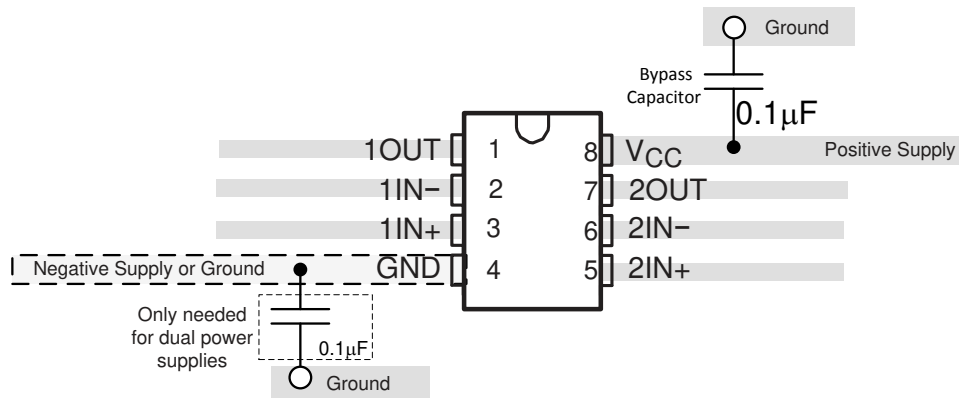 Ground
Bypass
Capacitor
0.1µF
1OUT 1 8 VCC Positive Supply
1IN− 2 7 2OUT
1IN+ 3 6 2IN−
Negative Supply or Ground GND 4 5 2IN+
Only needed
for dual power
supplies
0.1µF
Ground